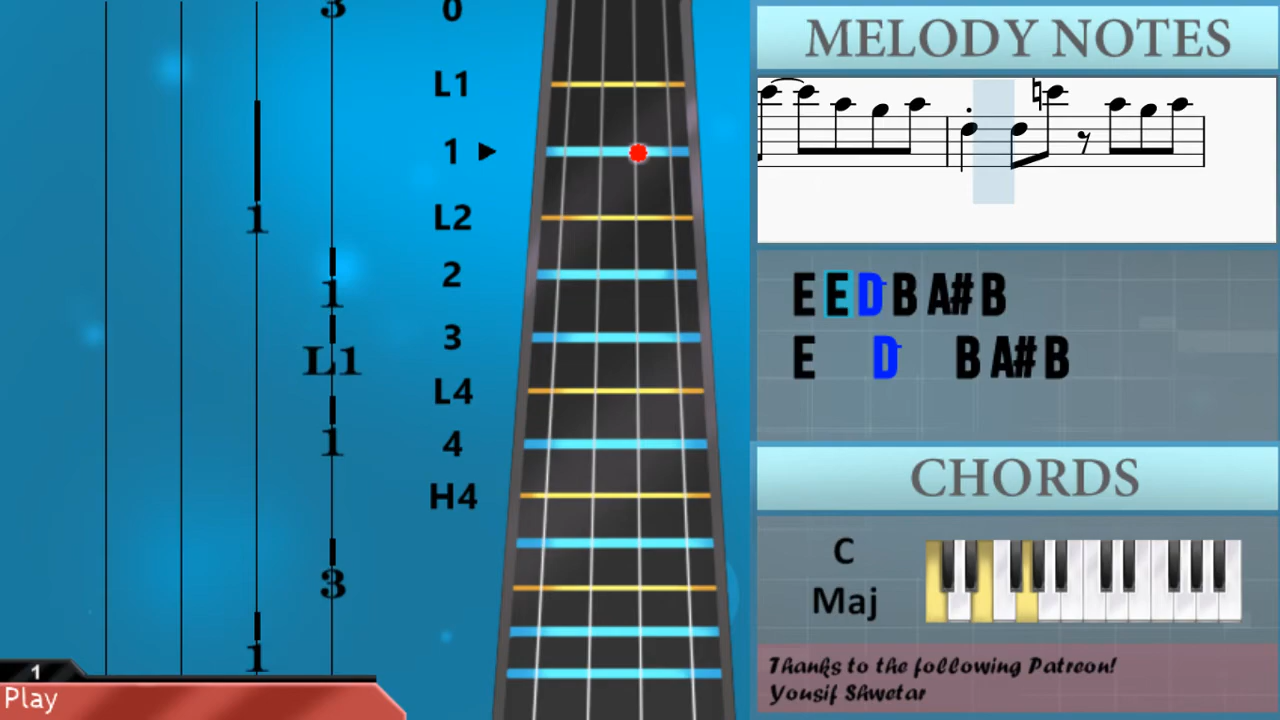 3
0
L1
1
L2
2
3
L4
4
H4
1
1
L1
1
3
1
1
Play
MELODY NOTES
E E D B A# B
E D B A# B
CHORDS
C
Maj
Thanks to the following Patreon!
Yousif Shwetar